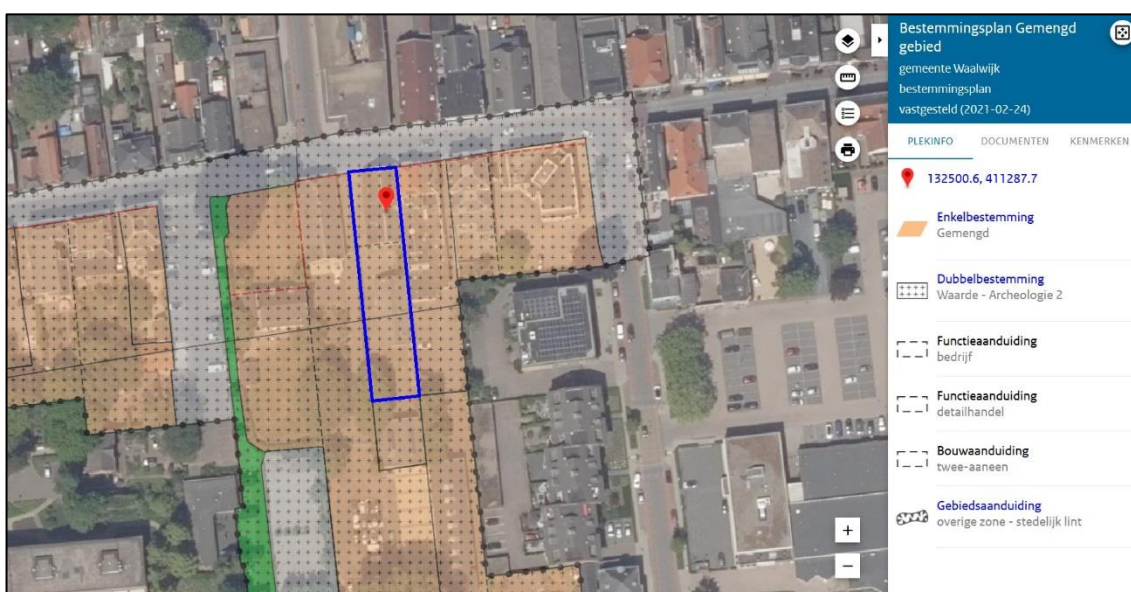 Bestemmingsplan Gemengd
gebied
gemeente Waalwijk
bestemmingsplan
vastgesteld (2021-02-24)
PLEKINFO DOCUMENTEN KENMERKEN
132500.6, 411287.7
Enkelbestemming
Gemengd
Dubbelbestemming
Waarde - Archeologie 2
Functieaanduiding
bedrijf
Functieaanduiding
detailhandel
Bouwaanduiding
twee-aaneen
Gebiedsaanduiding
overige zone - stedelijk lint